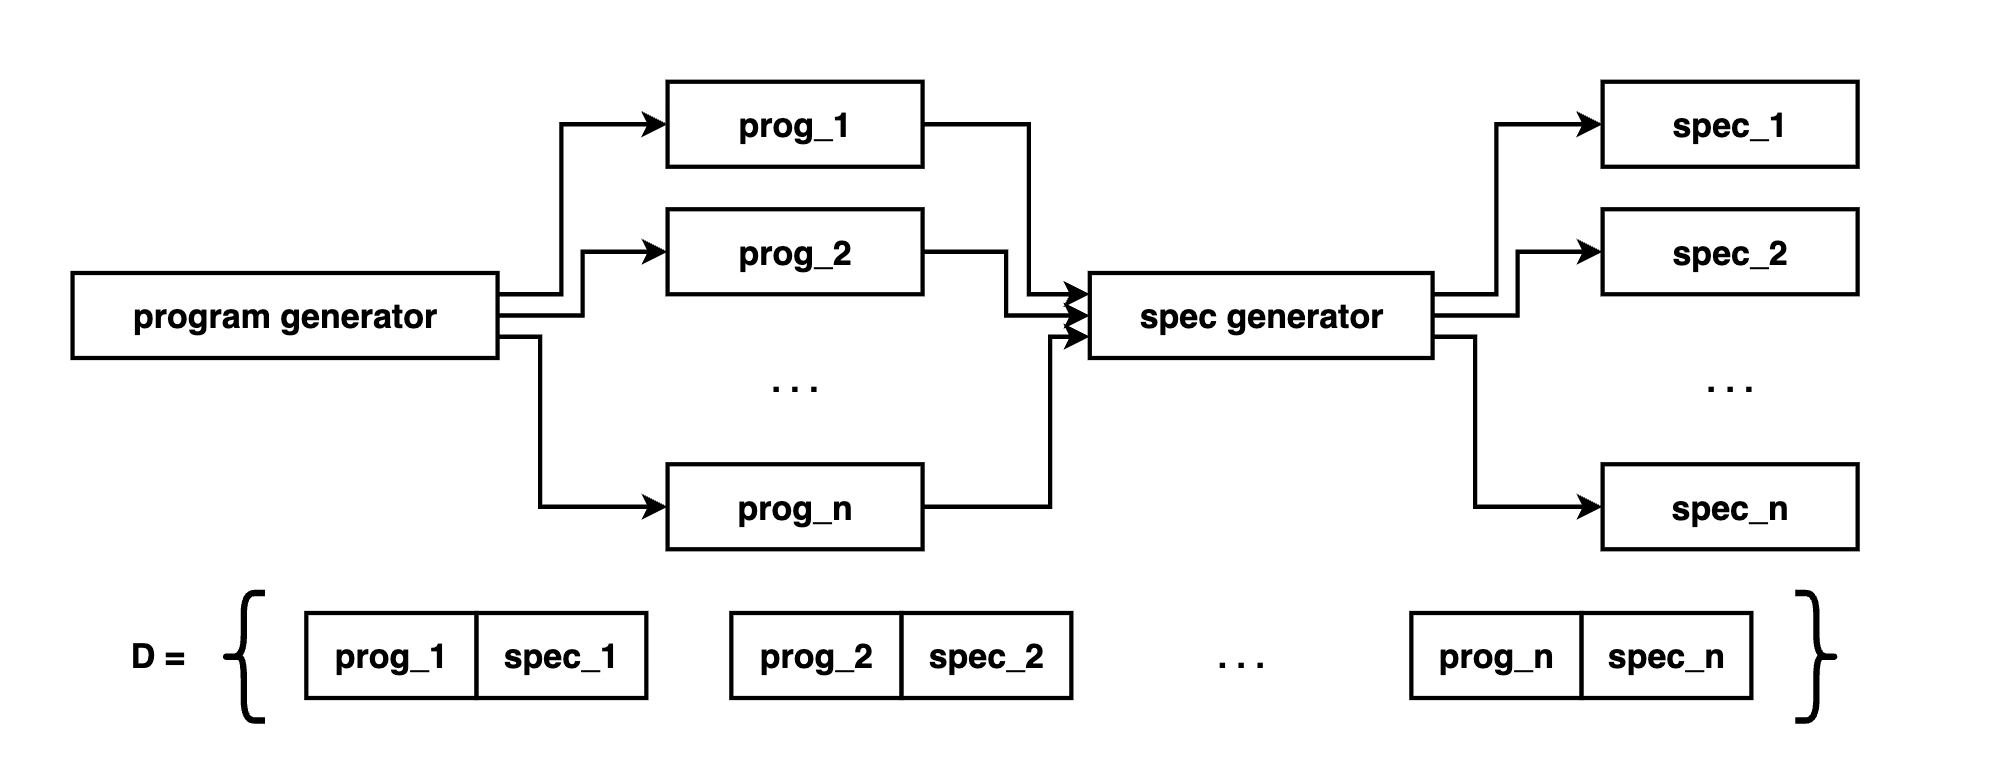 prog_1
spec_1
prog_2
spec_2
program generator
spec generator
...
...
prog_n
spec_n
D = { prog_1 spec_1 prog_2 spec_2 ... prog_n spec_n }